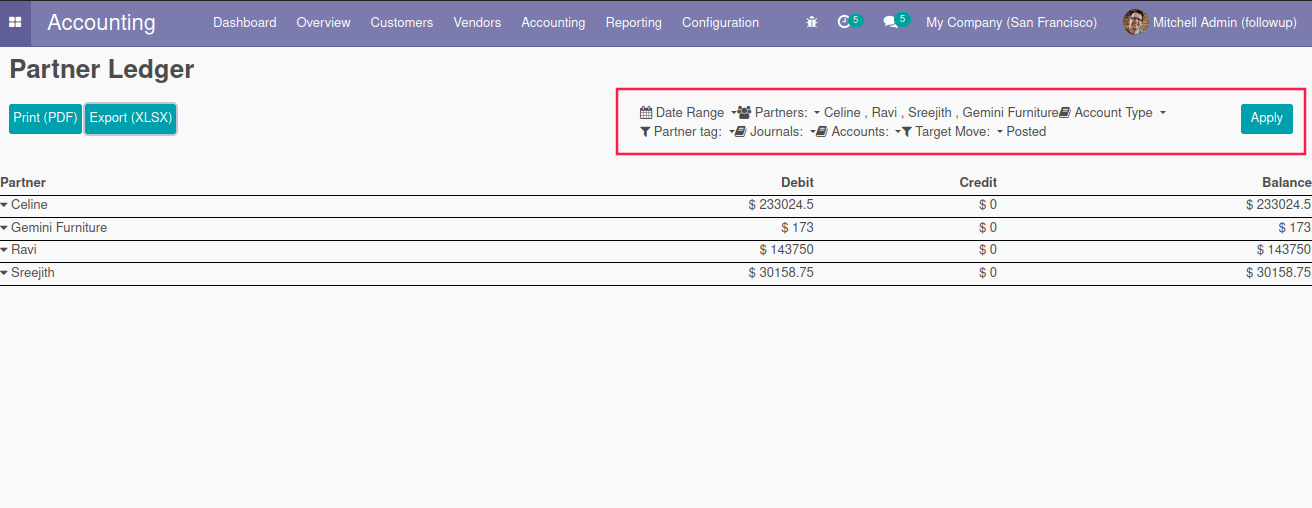 Accounting Dashboard Overview Customers Vendors Accounting Reporting Configuration 5 5 My Company (San Francisco) Mitchell Admin (followup)
Partner Ledger
Print (PDF) Export (XLSX) Date Range Partners: Celine , Ravi , Sreejith , Gemini Furniture Account Type Apply
Partner tag: Journals: Accounts: Target Move: Posted
Partner Debit Credit Balance
Celine $ 233024.5 $ 0 $ 233024.5
Gemini Furniture $ 173 $ 0 $ 173
Ravi $ 143750 $ 0 $ 143750
Sreejith $ 30158.75 $ 0 $ 30158.75